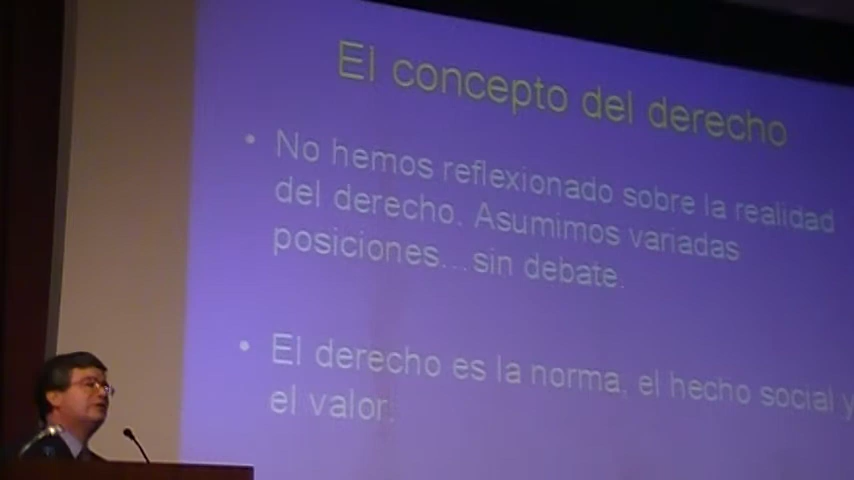 El concepto del derecho
• No hemos reflexionado sobre la realidad
del derecho. Asumimos variadas
posiciones...sin debate.
• El derecho es la norma, el hecho social y
el valor.